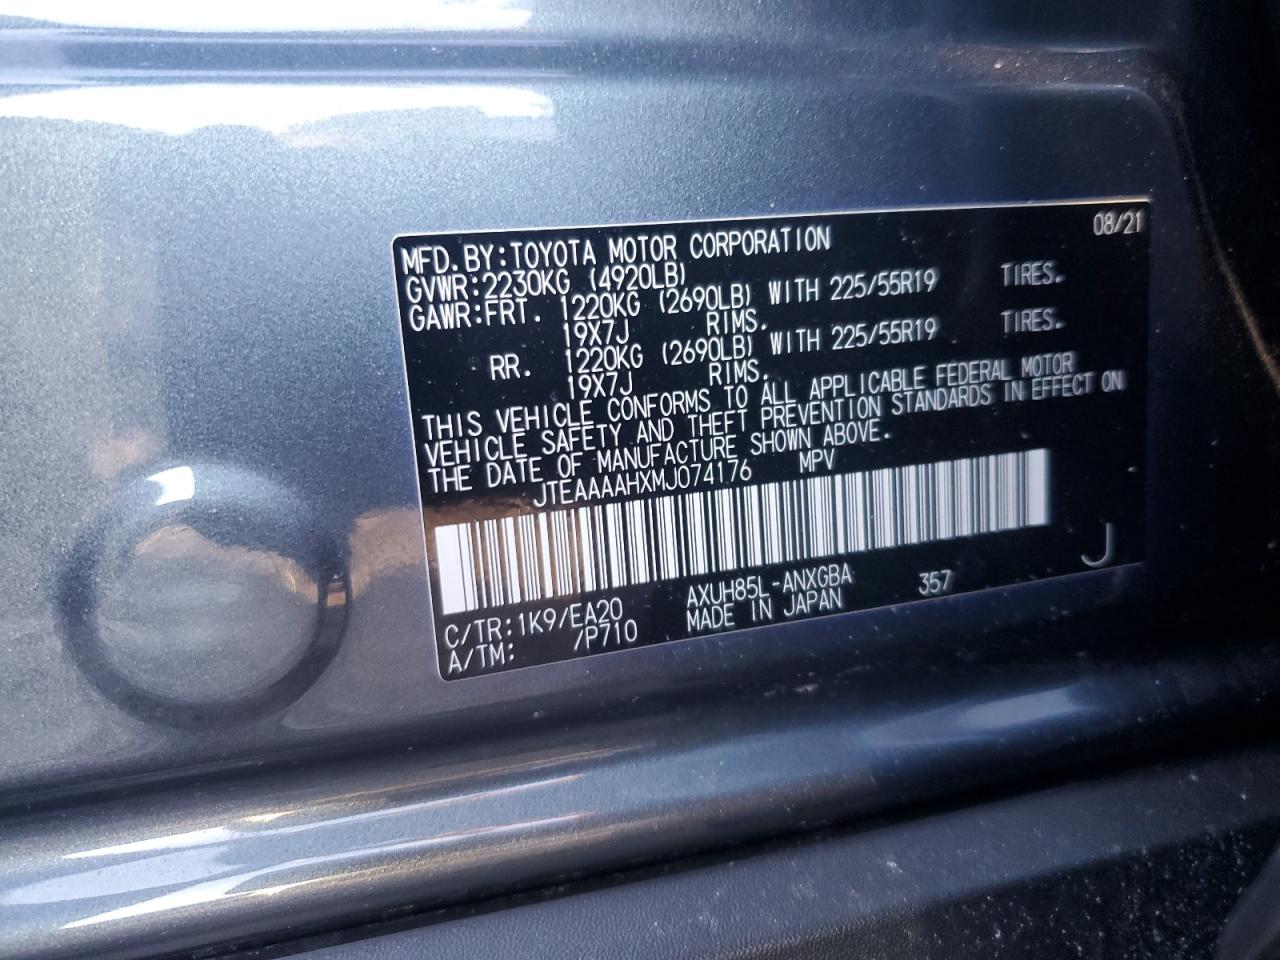 08/21
MFD. BY: TOYOTA MOTOR CORPORATION
GVWR: 2230KG (4920LB)
GAWR: FRT. 1220KG (2690LB) WITH 225/55R19 TIRES.
19X7J RIMS.
RR. 1220KG (2690LB) WITH 225/55R19 TIRES.
19X7J RIMS.
THIS VEHICLE CONFORMS TO ALL APPLICABLE FEDERAL MOTOR
VEHICLE SAFETY AND THEFT PREVENTION STANDARDS IN EFFECT ON
THE DATE OF MANUFACTURE SHOWN ABOVE.
JTEAAAAHXMJ074176 MPV
C/TR: 1K9/EA20 AXUH85L-ANXGBA 357 J
A/TM: /P710 MADE IN JAPAN